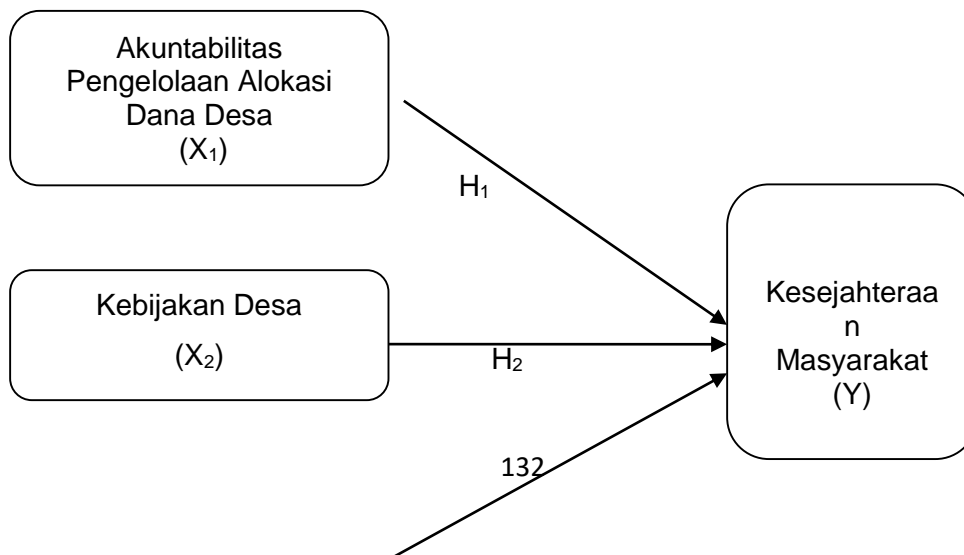 Akuntabilitas
Pengelolaan Alokasi
Dana Desa
(X₁)
H₁
Kebijakan Desa
(X₂)
H₂
Kesejahteraa
n
Masyarakat
(Y)
132